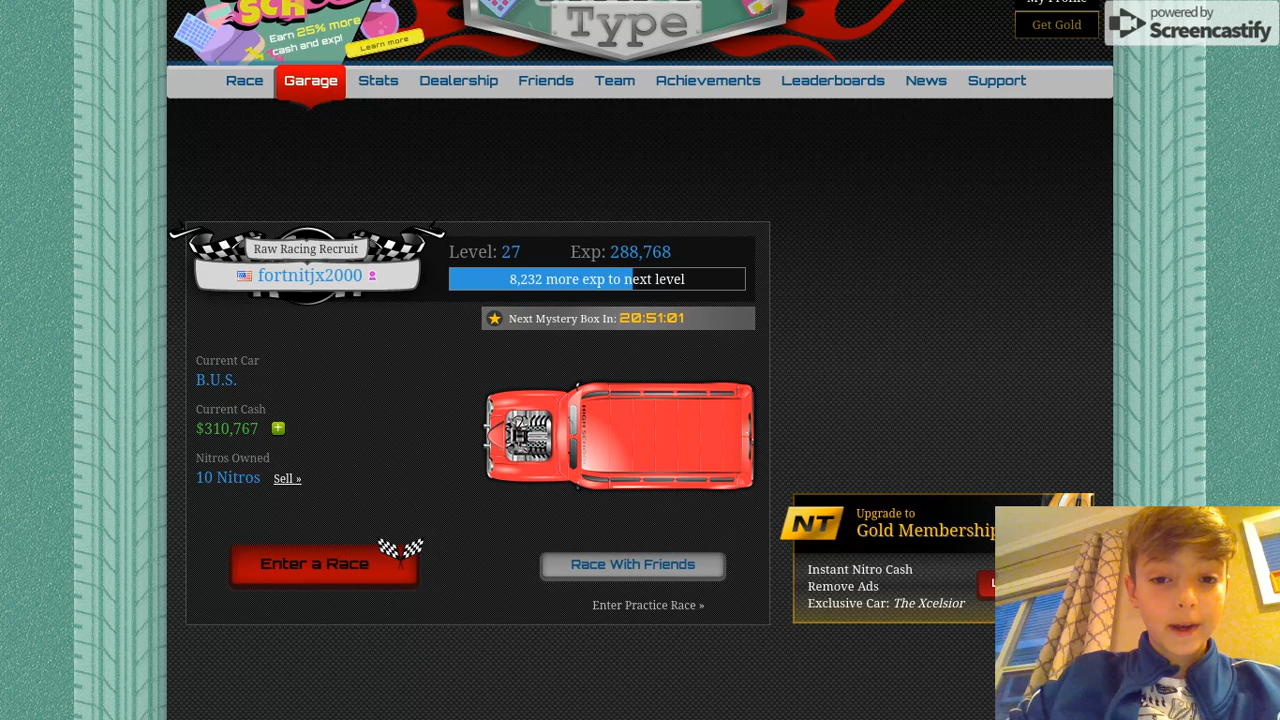 My Profile
Get Gold
powered by
Screencastify
Earn 25% more
cash and exp!
Learn more
Type
Race Garage Stats Dealership Friends Team Achievements Leaderboards News Support
Raw Racing Recruit
fortnitjx2000
Level: 27 Exp: 288,768
8,232 more exp to next level
Next Mystery Box In: 20:51:01
Current Car
B.U.S.
Current Cash
$310,767
Nitros Owned
10 Nitros Sell »
Enter a Race
Race With Friends
Enter Practice Race »
NT
Upgrade to
Gold Membership
Instant Nitro Cash
Remove Ads
Exclusive Car: The Xcelsior